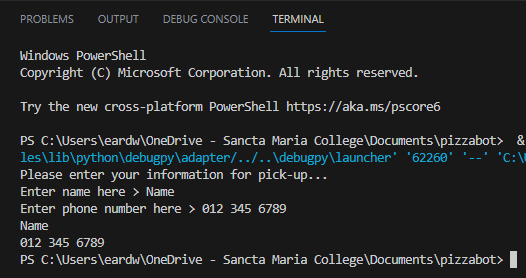 PROBLEMS OUTPUT DEBUG CONSOLE TERMINAL
Windows PowerShell
Copyright (C) Microsoft Corporation. All rights reserved.
Try the new cross-platform PowerShell https://aka.ms/pscore6
PS C:\Users\eardw\OneDrive - Sancta Maria College\Documents\pizzabot> &
les\lib\python\debugpy\adapter/../..\debugpy\launcher' '62260' '--' 'C:\
Please enter your information for pick-up...
Enter name here > Name
Enter phone number here > 012 345 6789
Name
012 345 6789
PS C:\Users\eardw\OneDrive - Sancta Maria College\Documents\pizzabot>